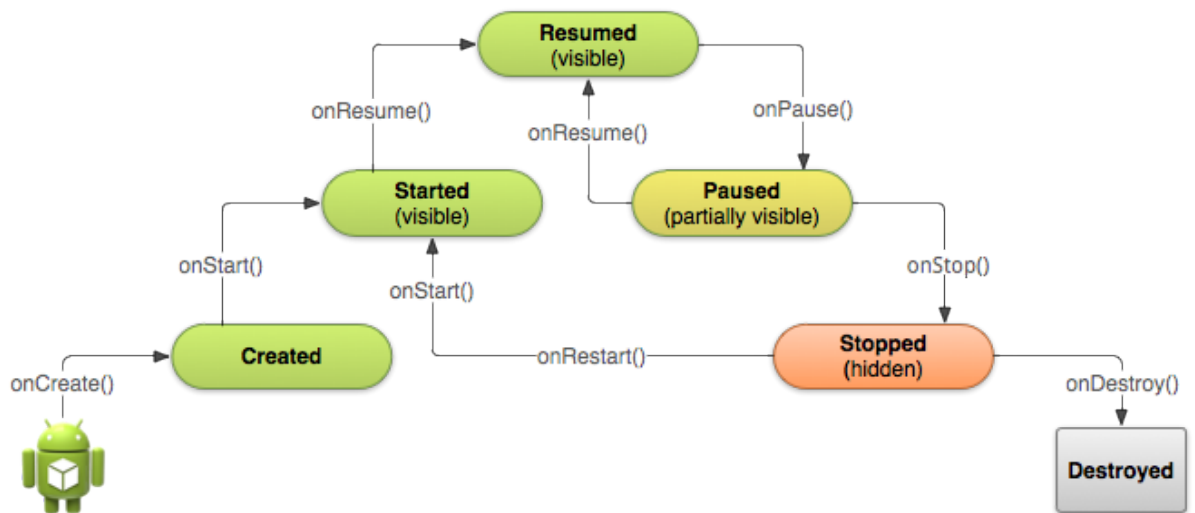 Resumed
(visible)
onResume()
onResume()
onPause()
Started
(visible)
Paused
(partially visible)
onStart()
onStart()
onStop()
Created
onRestart()
Stopped
(hidden)
onCreate()
onDestroy()
Destroyed